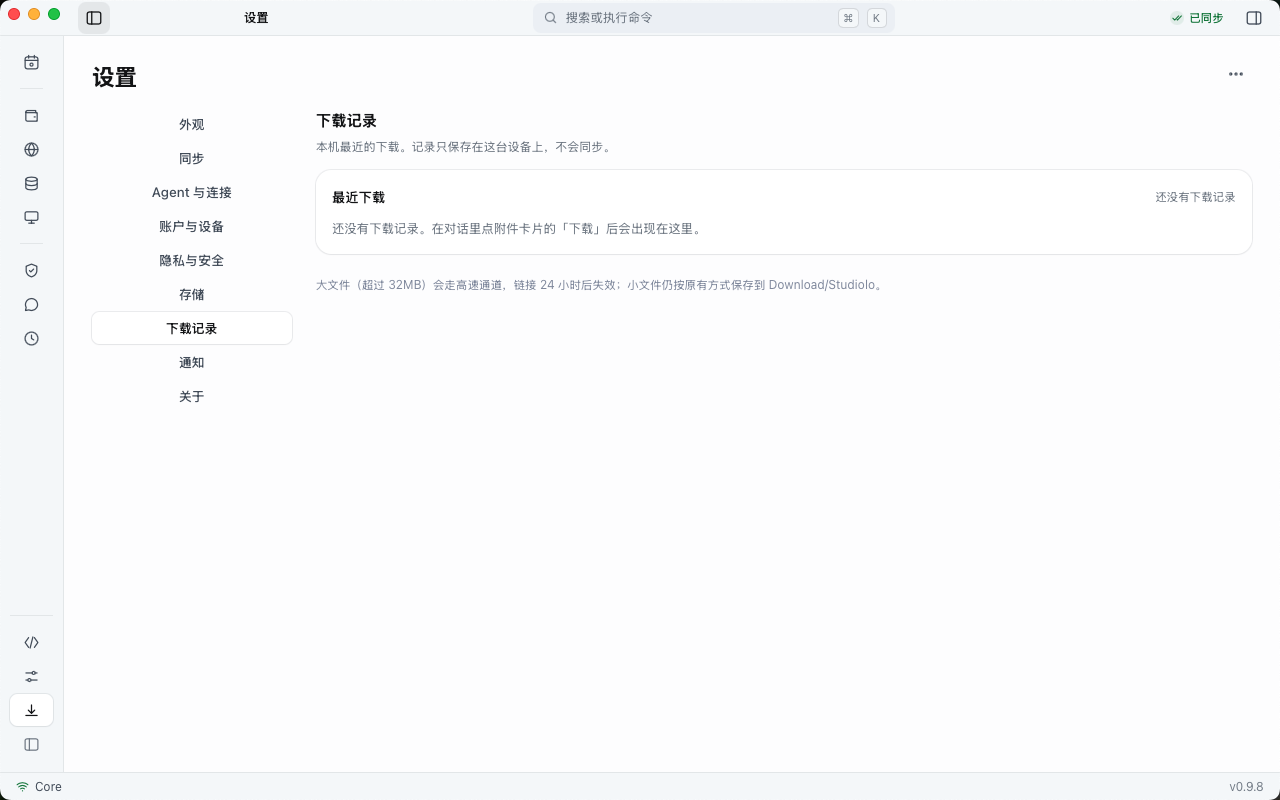 设置
搜索或执行命令
⌘ K
已同步
设置
外观
同步
Agent 与连接
账户与设备
隐私与安全
存储
下载记录
通知
关于
下载记录
本机最近的下载。记录只保存在这台设备上，不会同步。
最近下载
还没有下载记录
还没有下载记录。在对话里点附件卡片的「下载」后会出现在这里。
大文件（超过 32MB）会走高速通道，链接 24 小时后失效；小文件仍按原有方式保存到 Download/Studiolo。
Core
v0.9.8